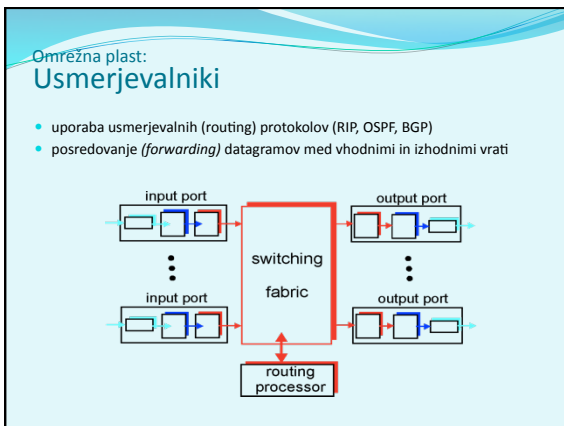 Omrežna plast:
Usmerjevalniki
uporaba usmerjevalnih (routing) protokolov (RIP, OSPF, BGP)
posredovanje (forwarding) datagramov med vhodnimi in izhodnimi vrati
input port
output port
switching
fabric
input port
output port
routing
processor